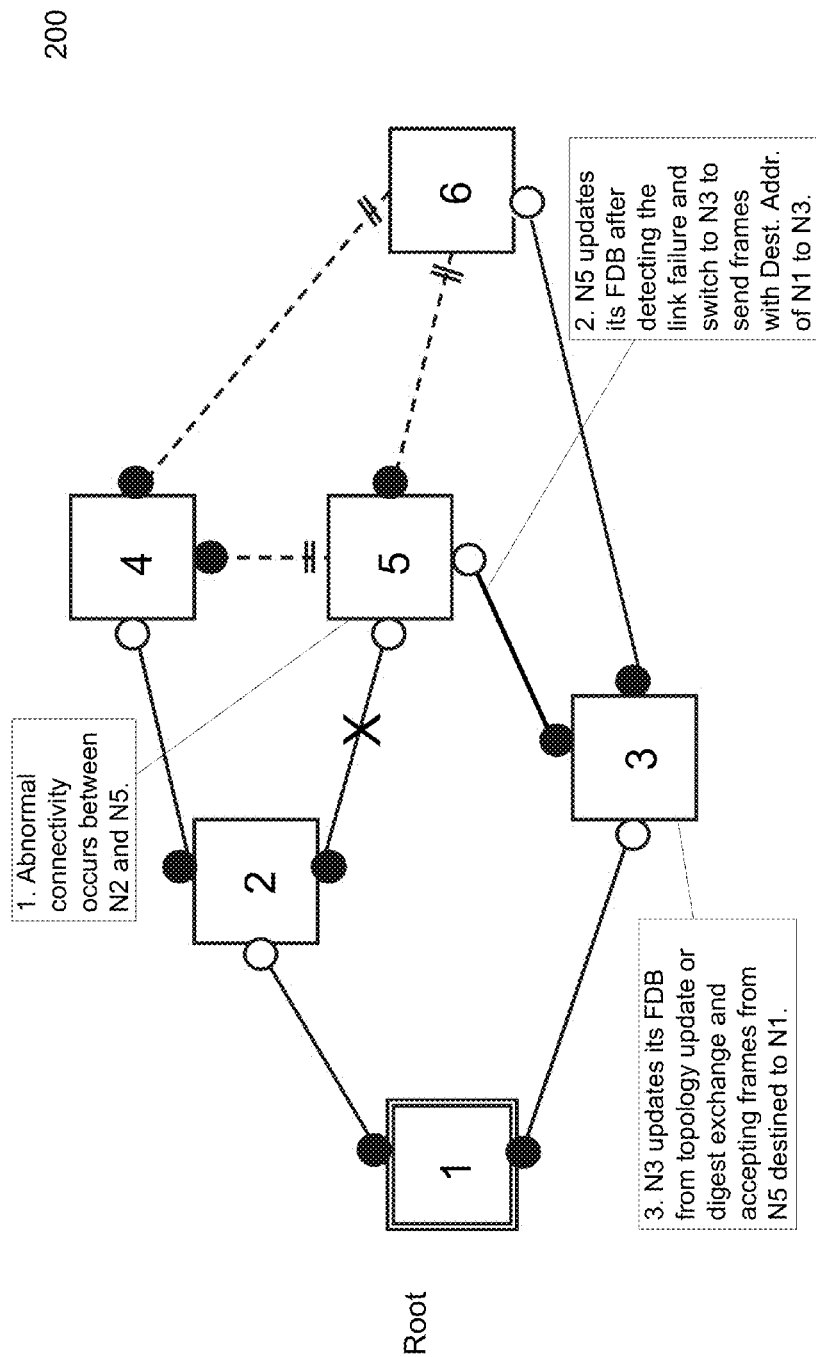 200
1. Abnormal
connectivity
occurs between
N2 and N5.
4
6
2
5
2. N5 updates
its FDB after
detecting the
link failure and
switch to N3 to
send frames
with Dest. Addr.
of N1 to N3.
X
Root
1
3
3. N3 updates its FDB
from topology update or
digest exchange and
accepting frames from
N5 destined to N1.